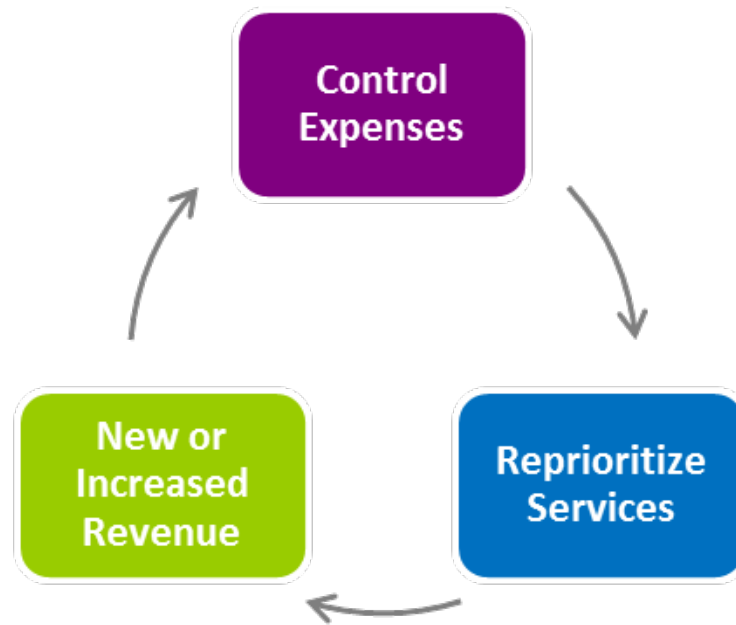 Control
Expenses
New or
Increased
Revenue
Reprioritize
Services